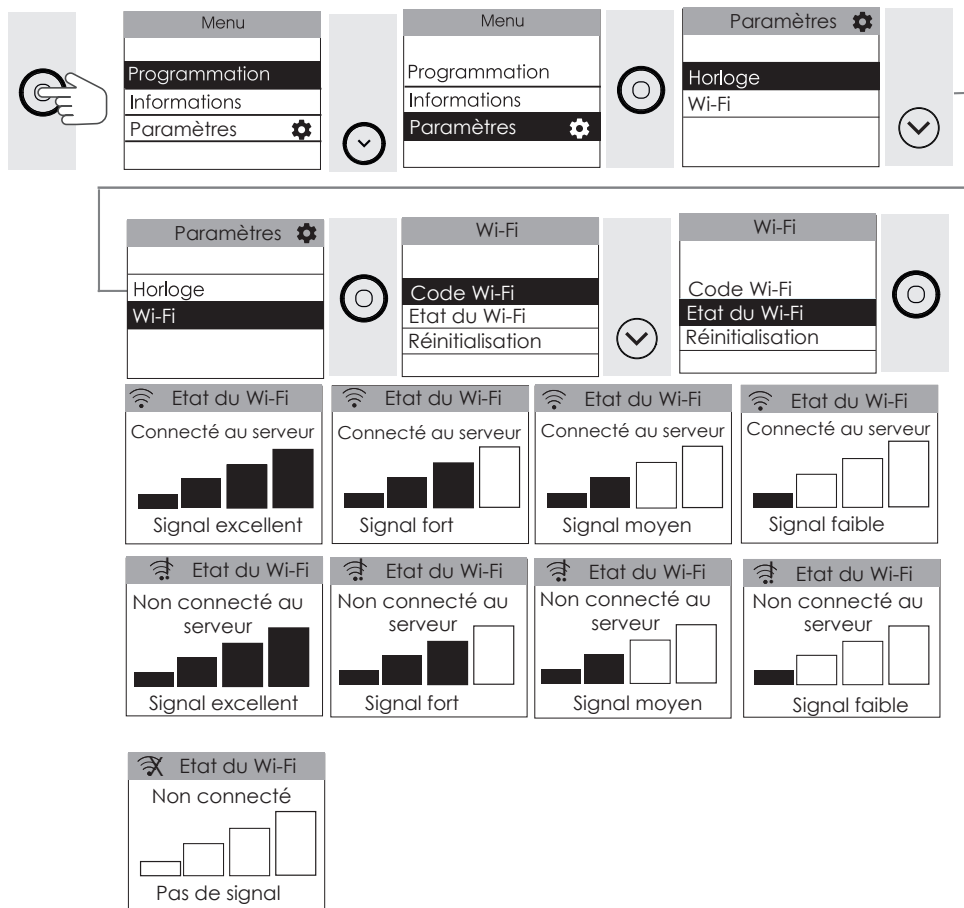 Menu
Programmation
Informations
Paramètres
Menu
Programmation
Informations
Paramètres
Paramètres
Horloge
Wi-Fi
Paramètres
Horloge
Wi-Fi
Wi-Fi
Code Wi-Fi
Etat du Wi-Fi
Réinitialisation
Wi-Fi
Code Wi-Fi
Etat du Wi-Fi
Réinitialisation
Etat du Wi-Fi
Connecté au serveur
Signal excellent
Etat du Wi-Fi
Connecté au serveur
Signal fort
Etat du Wi-Fi
Connecté au serveur
Signal moyen
Etat du Wi-Fi
Connecté au serveur
Signal faible
Etat du Wi-Fi
Non connecté au
serveur
Signal excellent
Etat du Wi-Fi
Non connecté au
serveur
Signal fort
Etat du Wi-Fi
Non connecté au
serveur
Signal moyen
Etat du Wi-Fi
Non connecté au
serveur
Signal faible
Etat du Wi-Fi
Non connecté
Pas de signal